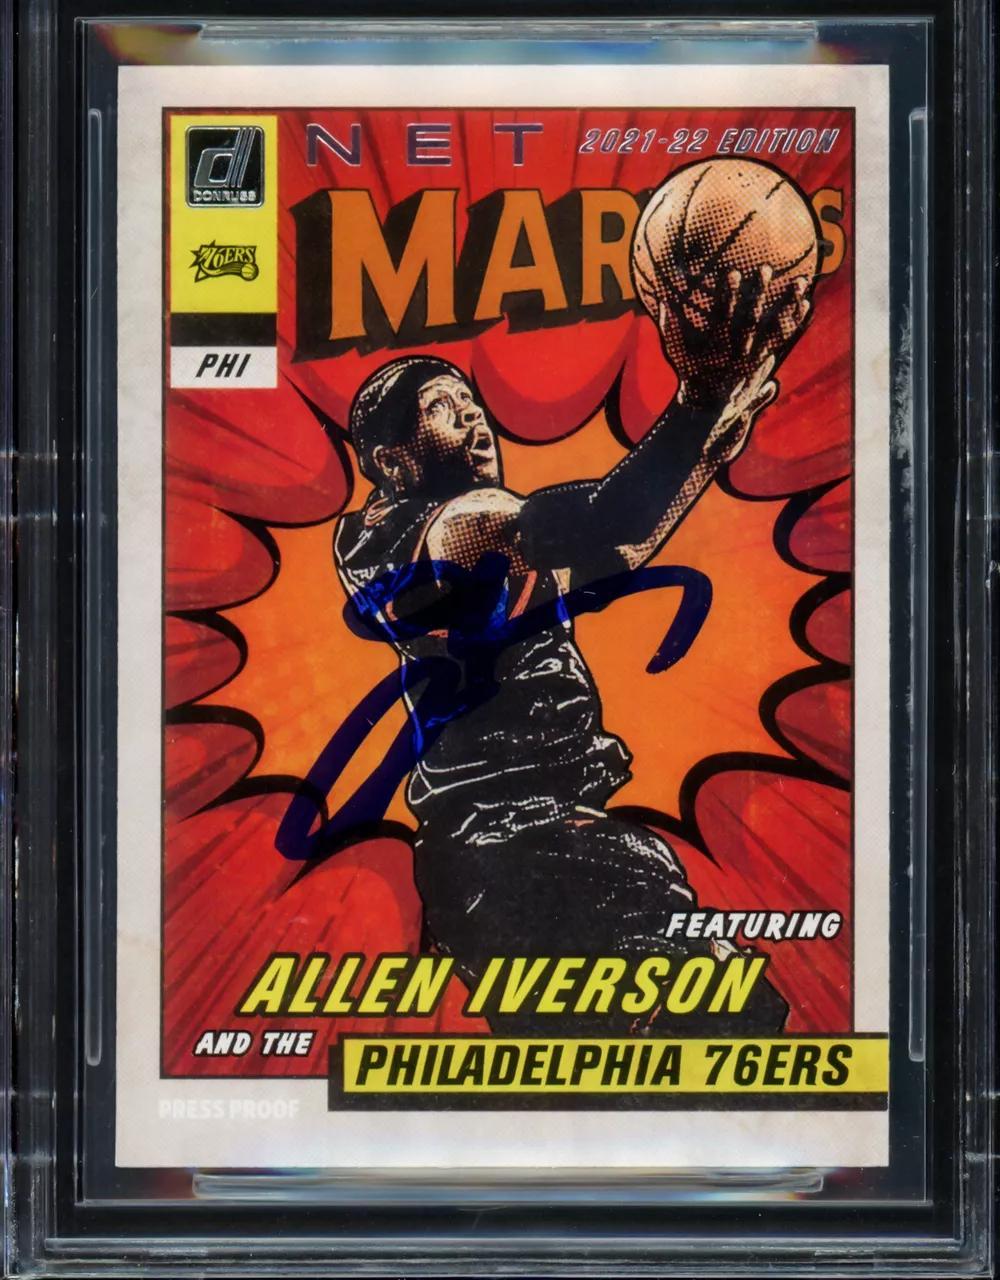 NET 2021-22 EDITION
MAR S
DONRUSS
76ERS
PHI
FEATURING
ALLEN IVERSON
AND THE
PHILADELPHIA 76ERS
PRESS PROOF